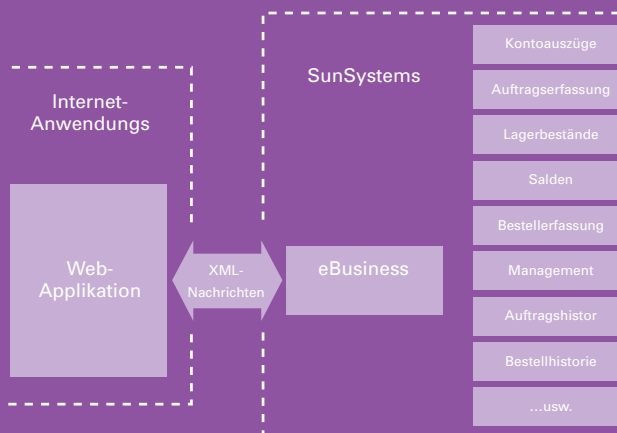 Internet-
Anwendungs
Web-
Applikation
XML-
Nachrichten
SunSystems
eBusiness
Kontoauszüge
Auftragserfassung
Lagerbestände
Salden
Bestellerfassung
Management
Auftragshistor
Bestellhistorie
...usw.